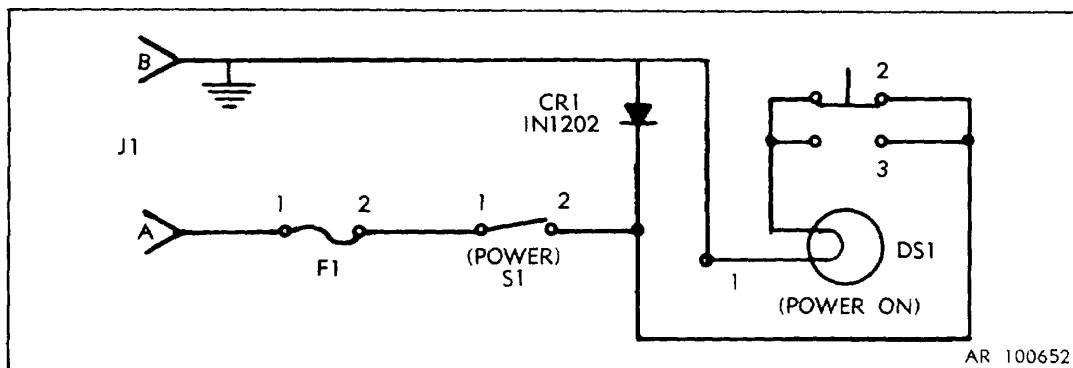 B
2
CR1
IN1202
J1
3
1 2 1 2
A
(POWER)
S1
F1
DS1
1
(POWER ON)
AR 100652